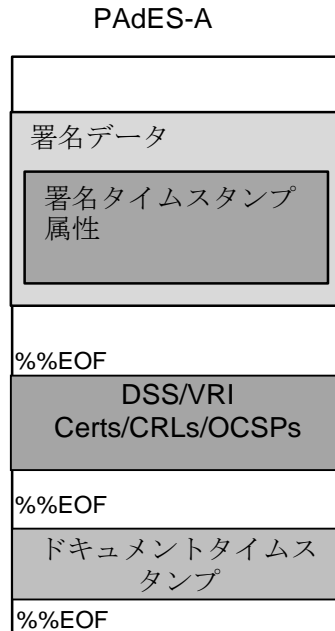 PAdES-A
署名データ
署名タイムスタンプ
属性
%%EOF
DSS/VRI
Certs/CRLs/OCSPs
%%EOF
ドキュメントタイムス
タンプ
%%EOF